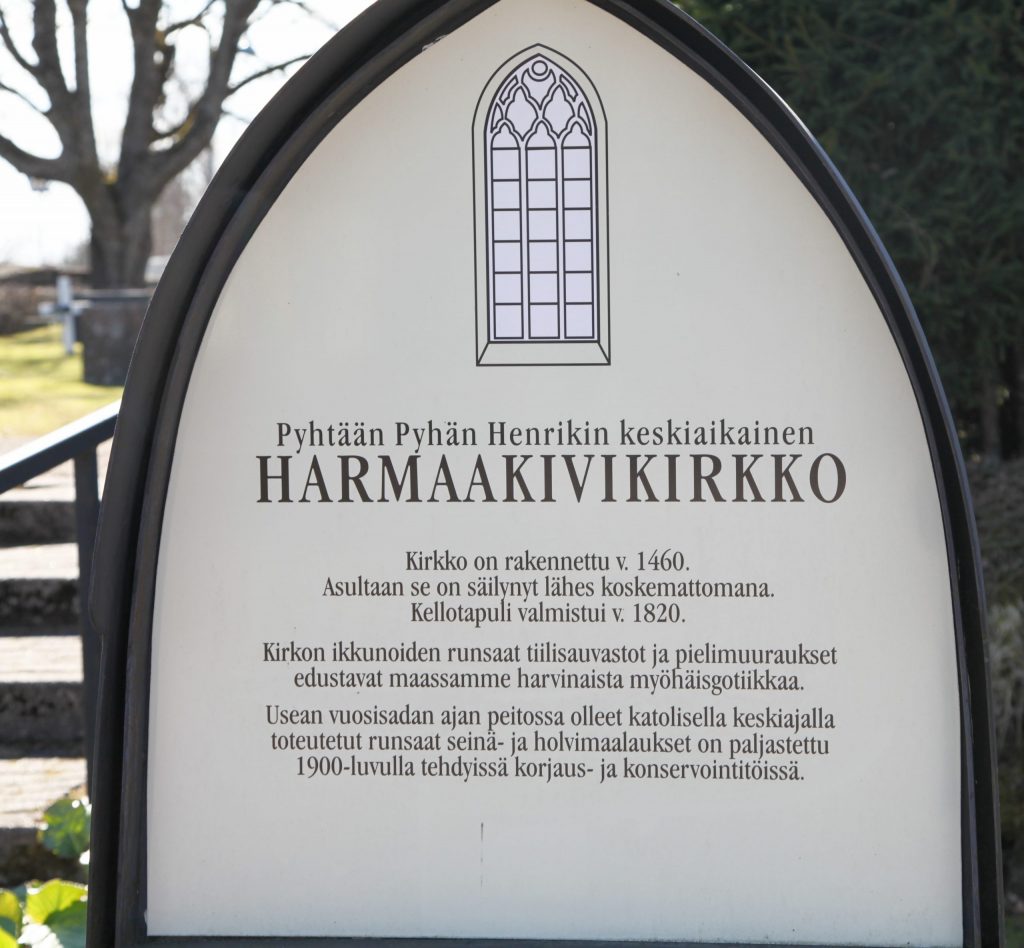 Pyhtään Pyhän Henrikin keskiaikainen
HARMAAKIVIKIRKKO
Kirkko on rakennettu v. 1460.
Asultaan se on säilynyt lähes koskemattomana.
Kellotapuli valmistui v. 1820.
Kirkon ikkunoiden runsaat tiilisauvastot ja pielimuuraukset
edustavat maassamme harvinaista myöhäisgotiikkaa.
Usean vuosisadan ajan peitossa olleet katolisella keskiajalla
toteutetut runsaat seinä- ja holvimaalaukset on paljastettu
1900-luvulla tehdyissä korjaus- ja konservointitöissä.